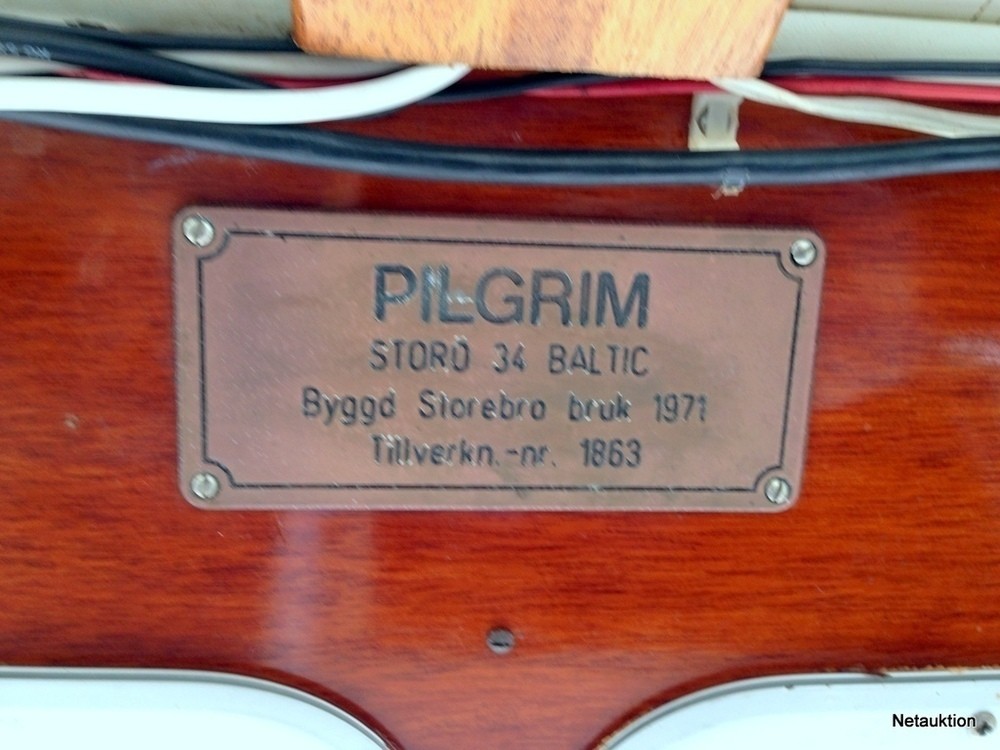 PILGRIM
STORÖ 34 BALTIC
Byggd Storebro bruk 1971
Tillverkn.-nr. 1863
Netauktion